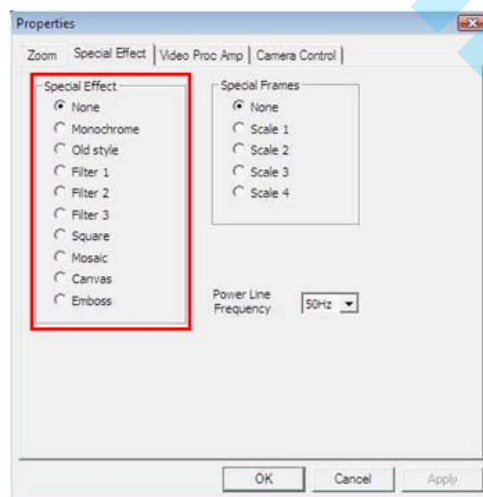 Properties
Zoom Special Effect Video Proc Amp Camera Control
Special Effect
None
Monochrome
Old style
Filter 1
Filter 2
Filter 3
Square
Mosaic
Canvas
Emboss
Special Frames
None
Scale 1
Scale 2
Scale 3
Scale 4
Power Line
Frequency
50Hz
OK Cancel Apply